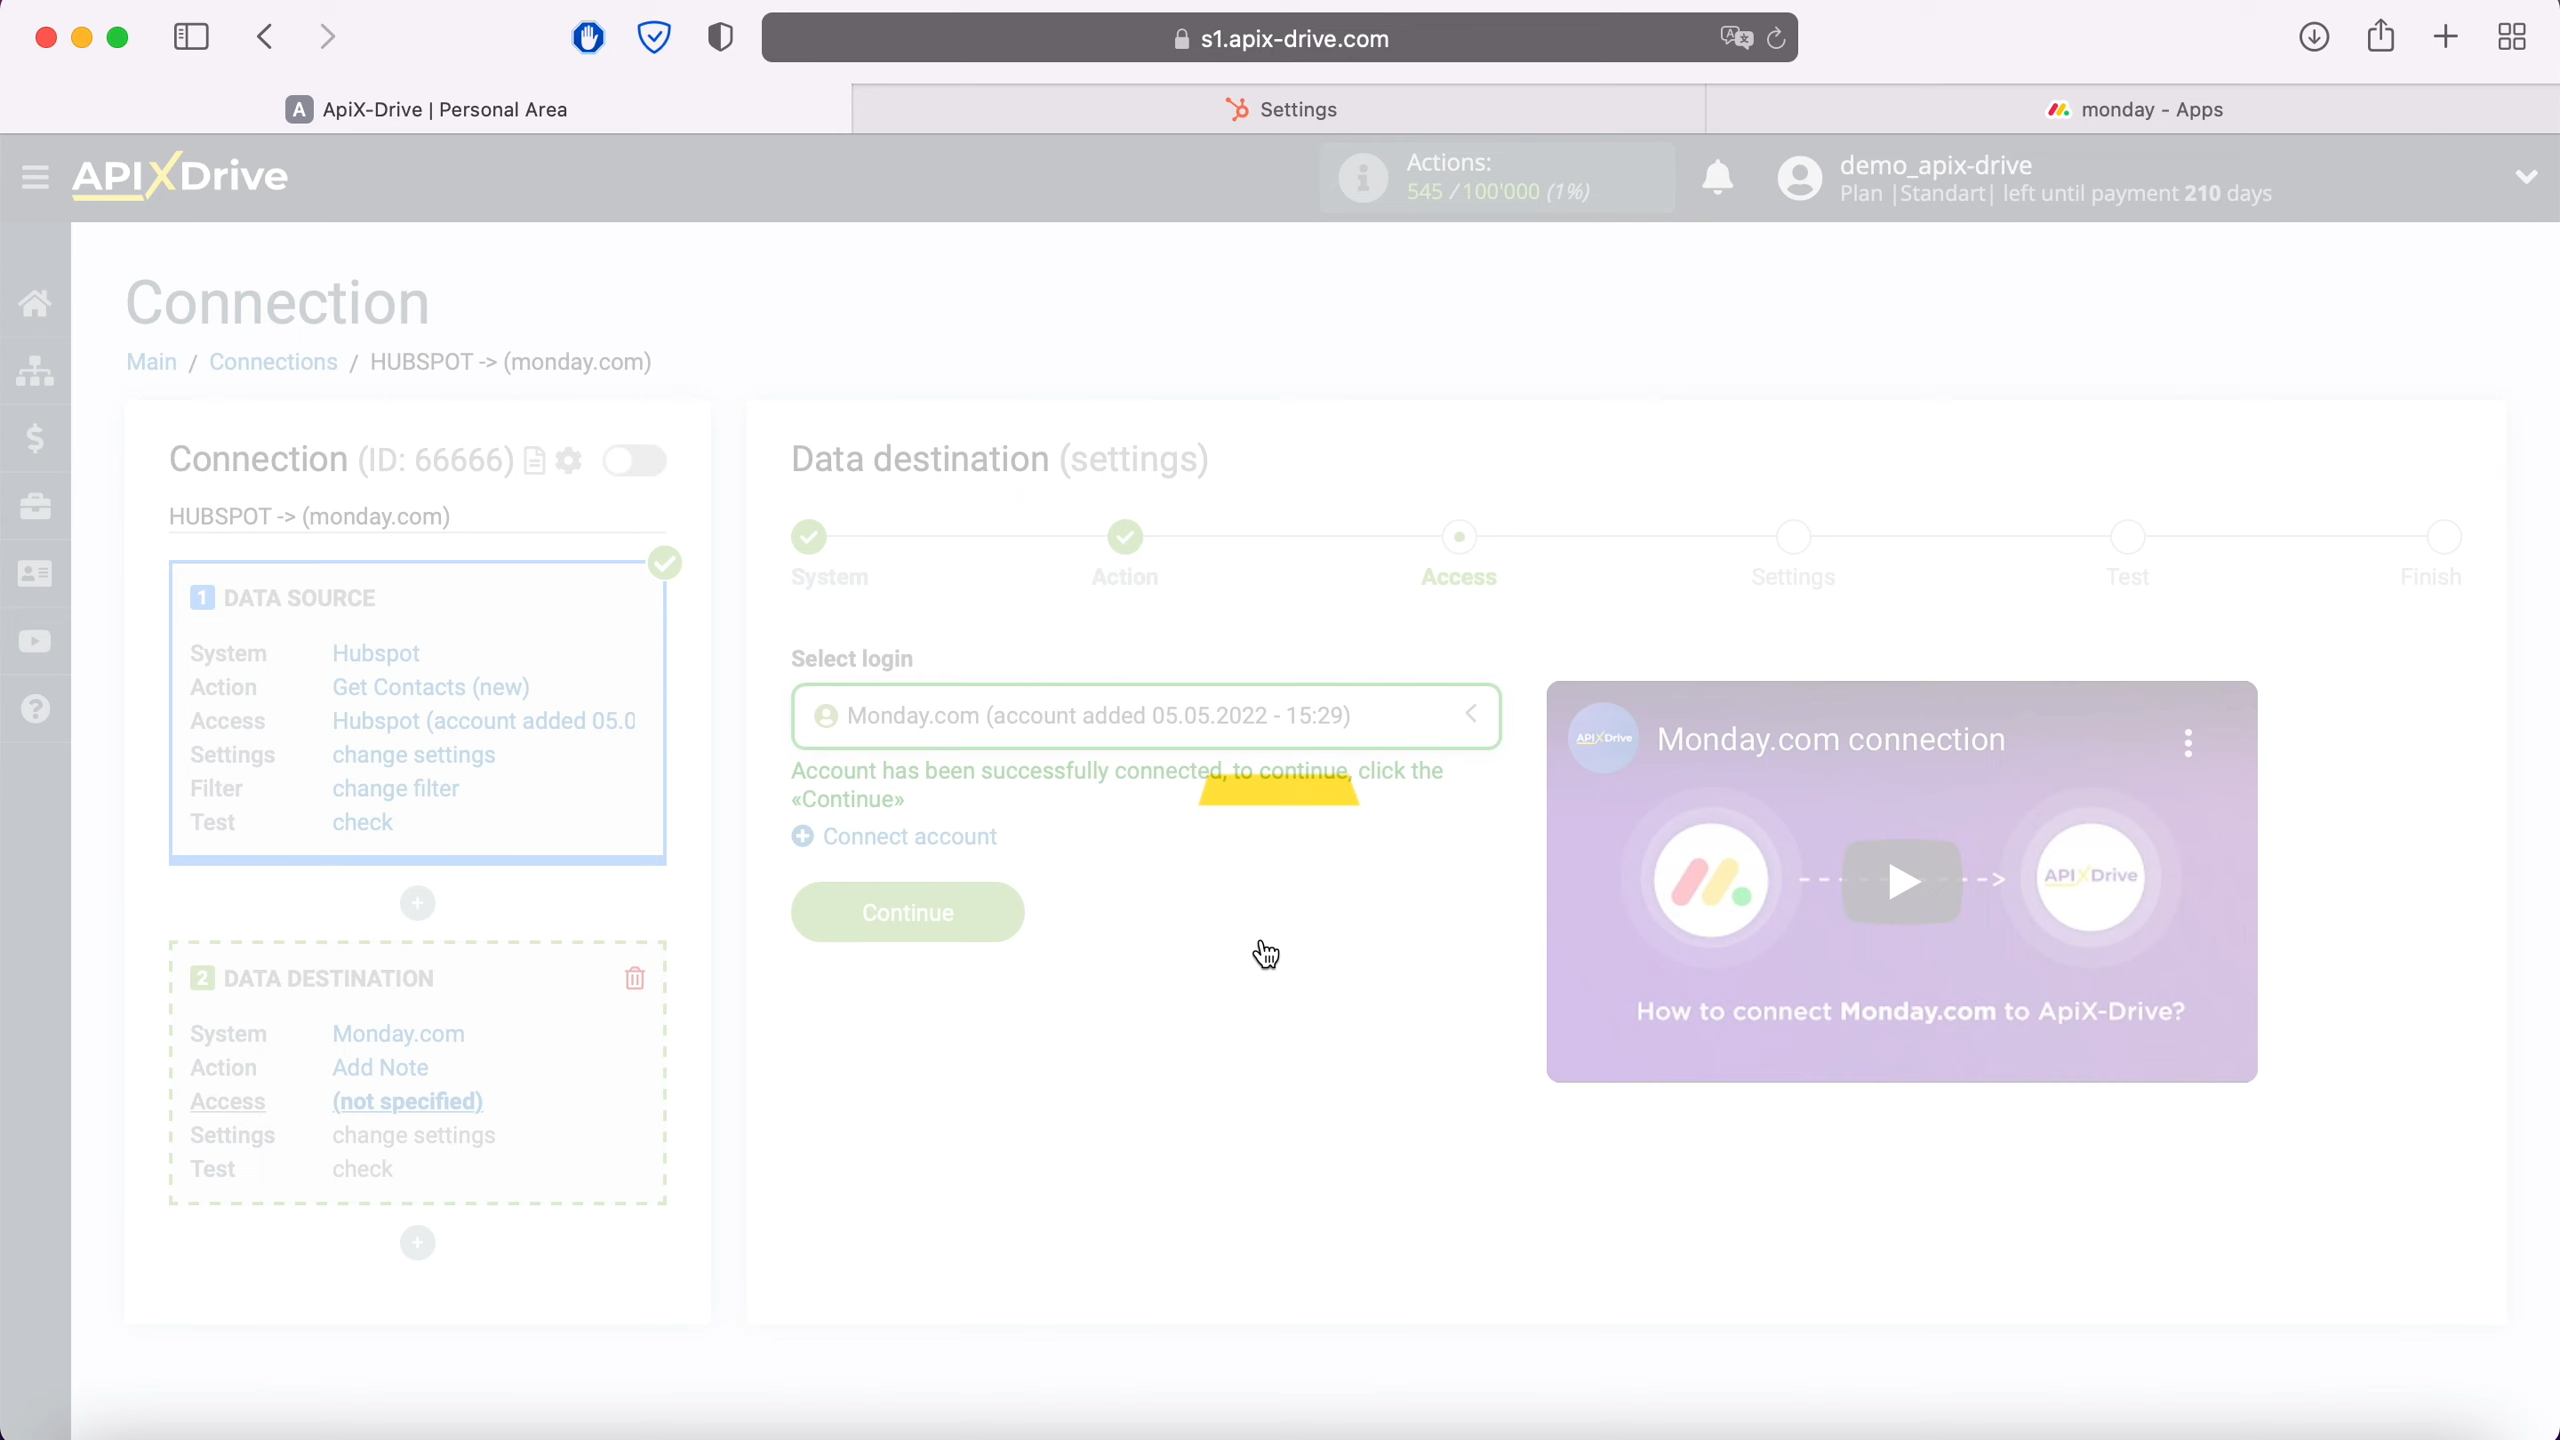 s1.apix-drive.com
ApiX-Drive | Personal Area
Settings
monday - Apps
APIXDrive
Actions:
545 / 100'000 (1%)
demo_apix-drive
Plan |Standart| left until payment 210 days
Connection
Main / Connections / HUBSPOT -> (monday.com)
Connection (ID: 66666)
HUBSPOT -> (monday.com)
1 DATA SOURCE
System Hubspot
Action Get Contacts (new)
Access Hubspot (account added 05.0
Settings change settings
Filter change filter
Test check
2 DATA DESTINATION
System Monday.com
Action Add Note
Access (not specified)
Settings change settings
Test check
Data destination (settings)
System Action Access Settings Test Finish
Select login
Monday.com (account added 05.05.2022 - 15:29)
Account has been successfully connected, to continue, click the
«Continue»
Connect account
Continue
APIXDrive Monday.com connection
APIXDrive
How to connect Monday.com to ApiX-Drive?